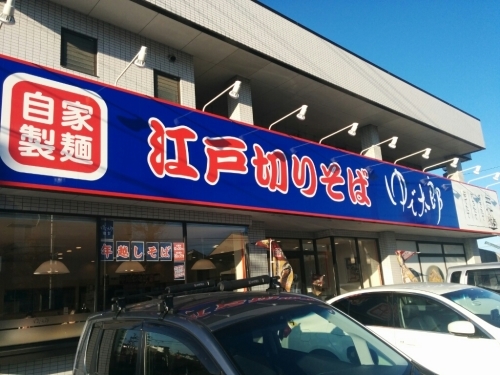 自家
製麺
江戸切りそば
ゆで太郎
年越しそば